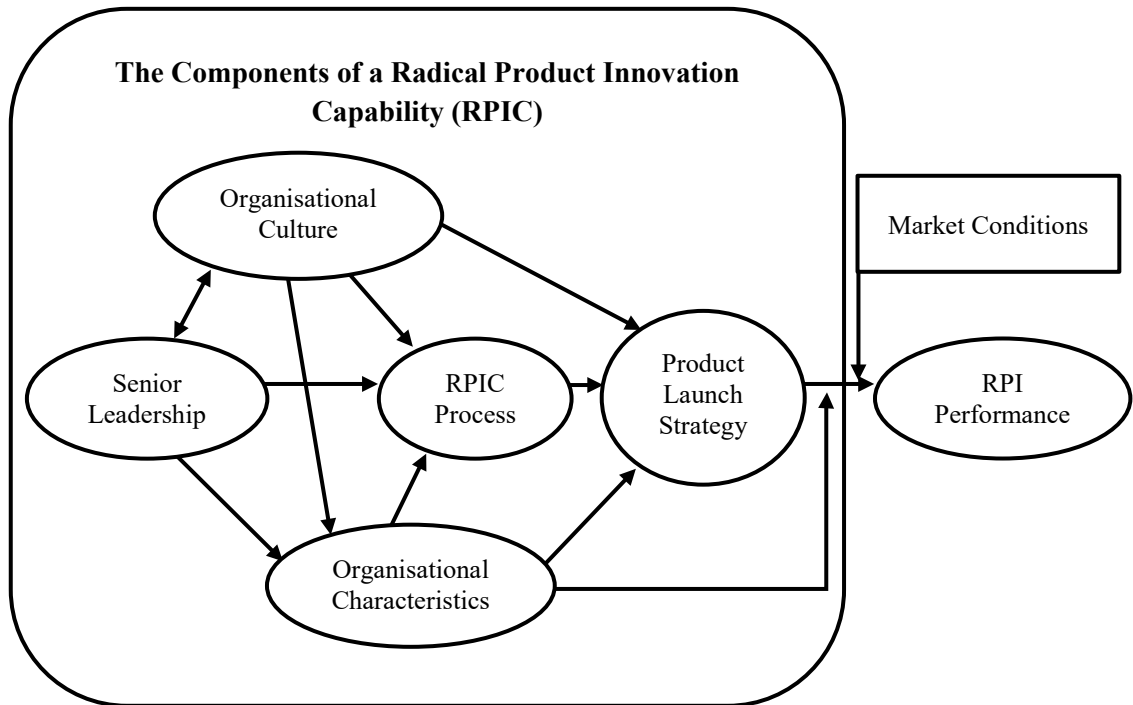 The Components of a Radical Product Innovation
Capability (RPIC)
Organisational
Culture
Market Conditions
Senior
Leadership
RPIC
Process
Product
Launch
Strategy
RPI
Performance
Organisational
Characteristics